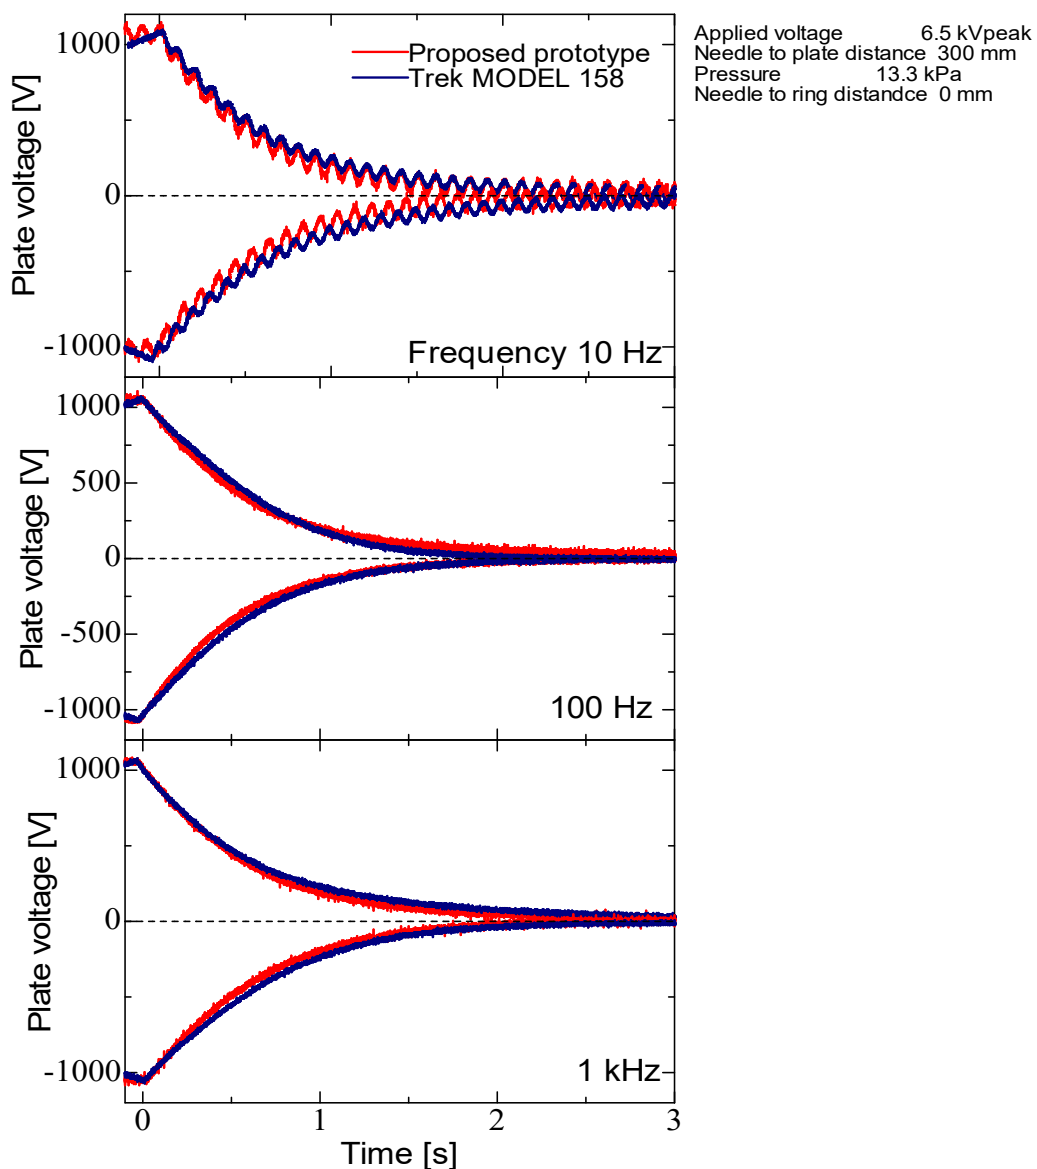 Applied voltage 6.5 kVpeak
Needle to plate distance 300 mm
Pressure 13.3 kPa
Needle to ring distandce 0 mm
Proposed prototype
Trek MODEL 158
Plate voltage [V]
1000
0
-1000
Frequency 10 Hz
Plate voltage [V]
1000
500
0
-500
-1000
100 Hz
Plate voltage [V]
1000
0
-1000
1 kHz
0 1 2 3
Time [s]